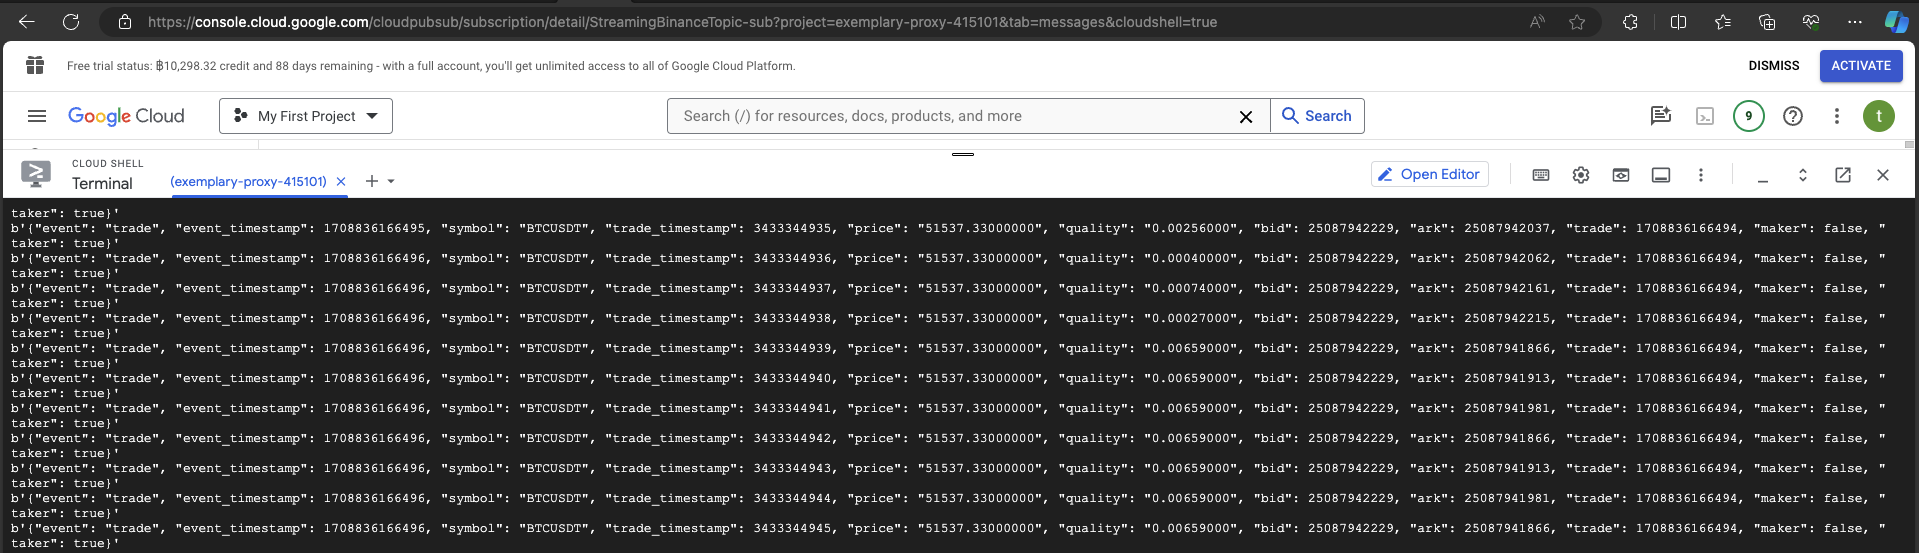 https://console.cloud.google.com/cloudpubsub/subscription/detail/StreamingBinanceTopic-sub?project=exemplary-proxy-415101&tab=messages&cloudshell=true
Free trial status: ฿10,298.32 credit and 88 days remaining - with a full account, you'll get unlimited access to all of Google Cloud Platform.
DISMISS
ACTIVATE
Google Cloud
My First Project
Search (/) for resources, docs, products, and more
Search
9
t
CLOUD SHELL
Terminal
(exemplary-proxy-415101)
Open Editor
taker": true}'
b'{"event": "trade", "event_timestamp": 1708836166495, "symbol": "BTCUSDT", "trade_timestamp": 3433344935, "price": "51537.33000000", "quality": "0.00256000", "bid": 25087942229, "ark": 25087942037, "trade": 1708836166494, "maker": false, "
taker": true}'
b'{"event": "trade", "event_timestamp": 1708836166496, "symbol": "BTCUSDT", "trade_timestamp": 3433344936, "price": "51537.33000000", "quality": "0.00040000", "bid": 25087942229, "ark": 25087942062, "trade": 1708836166494, "maker": false, "
taker": true}'
b'{"event": "trade", "event_timestamp": 1708836166496, "symbol": "BTCUSDT", "trade_timestamp": 3433344937, "price": "51537.33000000", "quality": "0.00074000", "bid": 25087942229, "ark": 25087942161, "trade": 1708836166494, "maker": false, "
taker": true}'
b'{"event": "trade", "event_timestamp": 1708836166496, "symbol": "BTCUSDT", "trade_timestamp": 3433344938, "price": "51537.33000000", "quality": "0.00027000", "bid": 25087942229, "ark": 25087942215, "trade": 1708836166494, "maker": false, "
taker": true}'
b'{"event": "trade", "event_timestamp": 1708836166496, "symbol": "BTCUSDT", "trade_timestamp": 3433344939, "price": "51537.33000000", "quality": "0.00659000", "bid": 25087942229, "ark": 25087941866, "trade": 1708836166494, "maker": false, "
taker": true}'
b'{"event": "trade", "event_timestamp": 1708836166496, "symbol": "BTCUSDT", "trade_timestamp": 3433344940, "price": "51537.33000000", "quality": "0.00659000", "bid": 25087942229, "ark": 25087941913, "trade": 1708836166494, "maker": false, "
taker": true}'
b'{"event": "trade", "event_timestamp": 1708836166496, "symbol": "BTCUSDT", "trade_timestamp": 3433344941, "price": "51537.33000000", "quality": "0.00659000", "bid": 25087942229, "ark": 25087941981, "trade": 1708836166494, "maker": false, "
taker": true}'
b'{"event": "trade", "event_timestamp": 1708836166496, "symbol": "BTCUSDT", "trade_timestamp": 3433344942, "price": "51537.33000000", "quality": "0.00659000", "bid": 25087942229, "ark": 25087941866, "trade": 1708836166494, "maker": false, "
taker": true}'
b'{"event": "trade", "event_timestamp": 1708836166496, "symbol": "BTCUSDT", "trade_timestamp": 3433344943, "price": "51537.33000000", "quality": "0.00659000", "bid": 25087942229, "ark": 25087941913, "trade": 1708836166494, "maker": false, "
taker": true}'
b'{"event": "trade", "event_timestamp": 1708836166496, "symbol": "BTCUSDT", "trade_timestamp": 3433344944, "price": "51537.33000000", "quality": "0.00659000", "bid": 25087942229, "ark": 25087941981, "trade": 1708836166494, "maker": false, "
taker": true}'
b'{"event": "trade", "event_timestamp": 1708836166496, "symbol": "BTCUSDT", "trade_timestamp": 3433344945, "price": "51537.33000000", "quality": "0.00659000", "bid": 25087942229, "ark": 25087941866, "trade": 1708836166494, "maker": false, "
taker": true}'